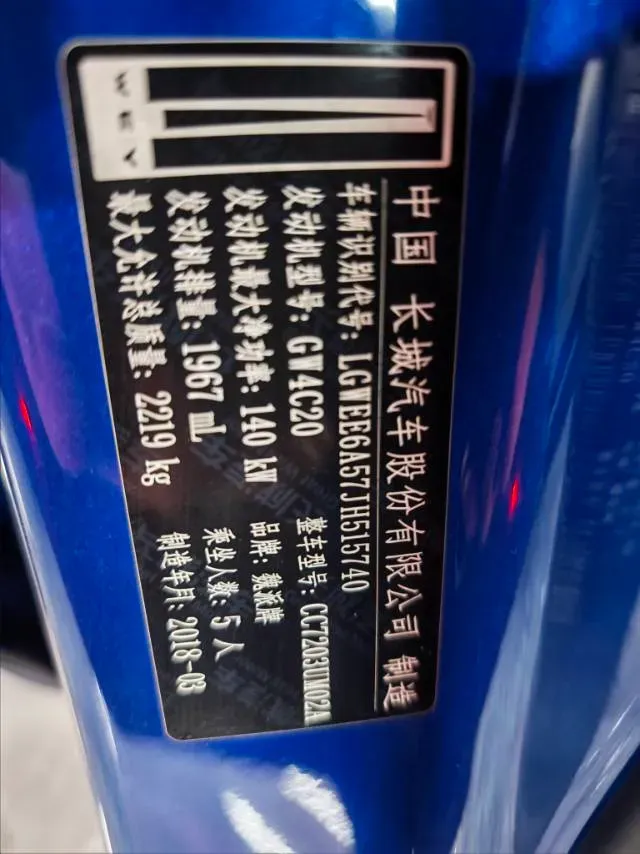 WEY
中国 长城汽车股份有限公司 制造
车辆识别代号: LGWEE6A57JH515740
发动机型号: GW4C20 整车型号: CC7203UM02A
发动机最大净功率: 140 kW 品牌: 魏派牌
发动机排量: 1967 mL 乘坐人数: 5 人
最大允许总质量: 2219 kg 制造年月: 2018-03